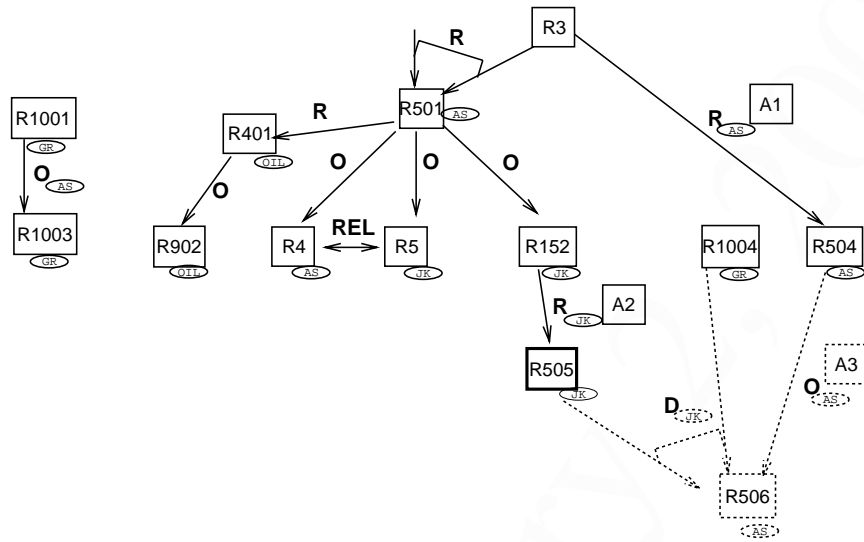 R3
R
R1001
GR
R501
AS
A1
R
AS
R
R401
OIL
O
AS
O
O
O
O
R1003
GR
R902
OIL
R4
AS
REL
R5
JK
R152
JK
R1004
GR
R504
AS
R
JK
A2
R505
JK
A3
O
AS
D
JK
R506
AS